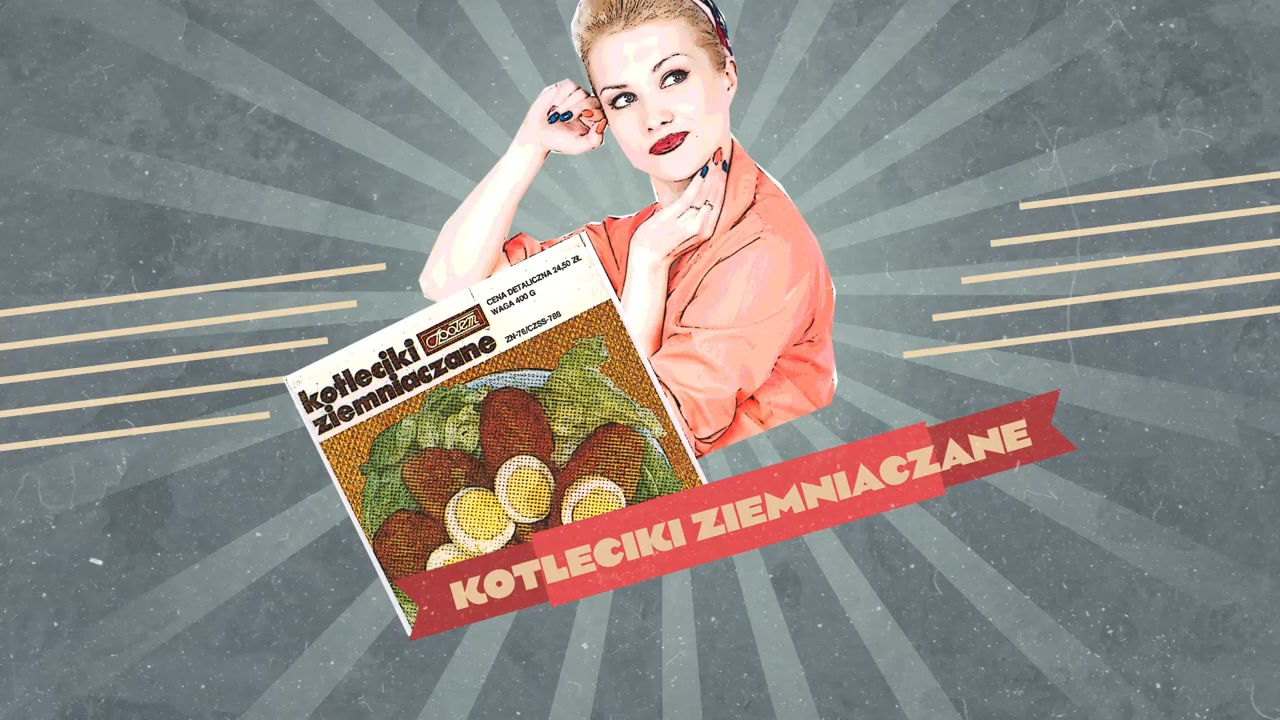 CENA DETALICZNA 24,50 ZŁ
WAGA 400 G
ZN-76/CZSS-788
społem
kotleciki
ziemniaczane
KOTLECIKI ZIEMNIACZANE